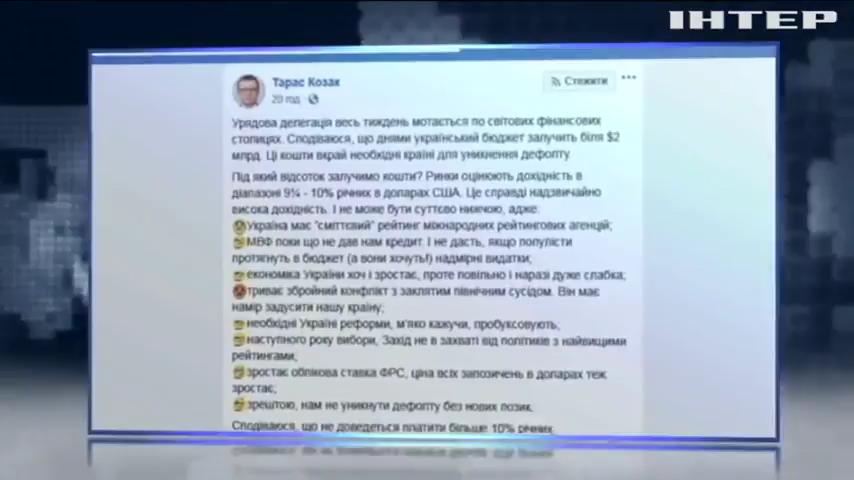 ІНТЕР
Тарас Козак
Стежити
20 год
Урядова делегація весь тиждень мотається по світових фінансових
столицях. Сподіваюся, що днями український бюджет залучить біля $2
млрд. Ці кошти вкрай необхідні країні для уникнення дефолту
Під який відсоток залучимо кошти? Ринки оцінюють дохідність в
діапазоні 9¾ - 10% річних в доларах США. Це справді надзвичайно
висока дохідність. І не може бути суттєво нижчою, адже:
Україна має "сміттєвий" рейтинг міжнародних рейтингових агенцій;
МВФ поки що не дав нам кредит. І не дасть, якщо популісти
протягнуть в бюджет (а вони хочуть!) надмірні видатки;
економіка України хоч і зростає, проте повільно і наразі дуже слабка;
триває збройний конфлікт з заклятим північним сусідом. Він має
намір задусити нашу країну;
необхідні Україні реформи, м'яко кажучи, пробуксовують;
наступного року вибори, Захід не в захваті від політиків з найвищими
рейтингами;
зростає облікова ставка ФРС, ціна всіх запозичень в доларах теж
зростає;
зрештою, нам не уникнути дефолту без нових позик.
Сподіваюся, що не доведеться платити більше 10% річних